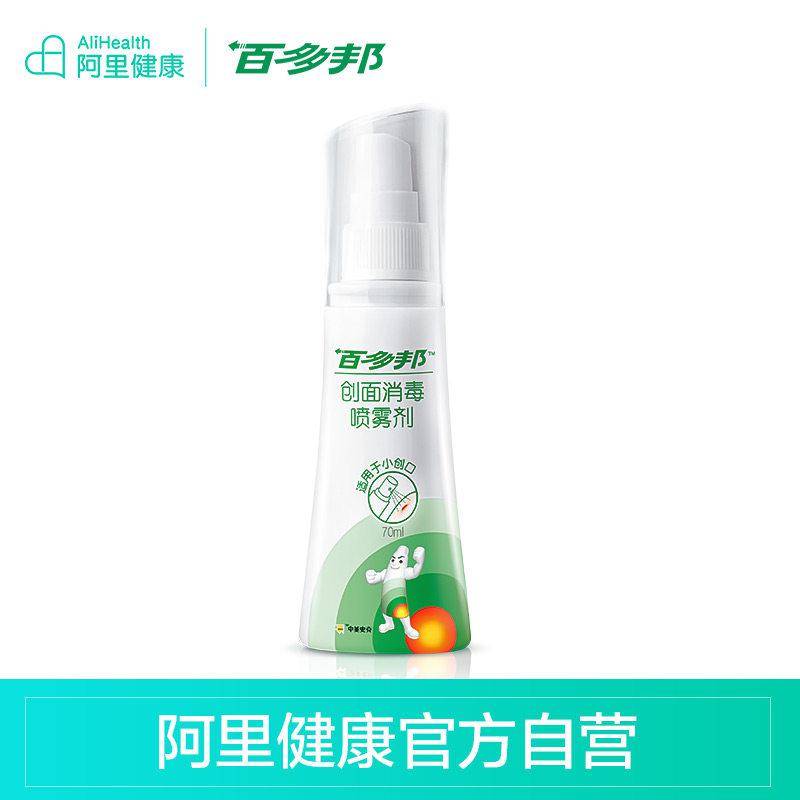 AliHealth
阿里健康
百多邦
百多邦™
创面消毒
喷雾剂
适用于小创口
70ml
中美史克
阿里健康官方自营